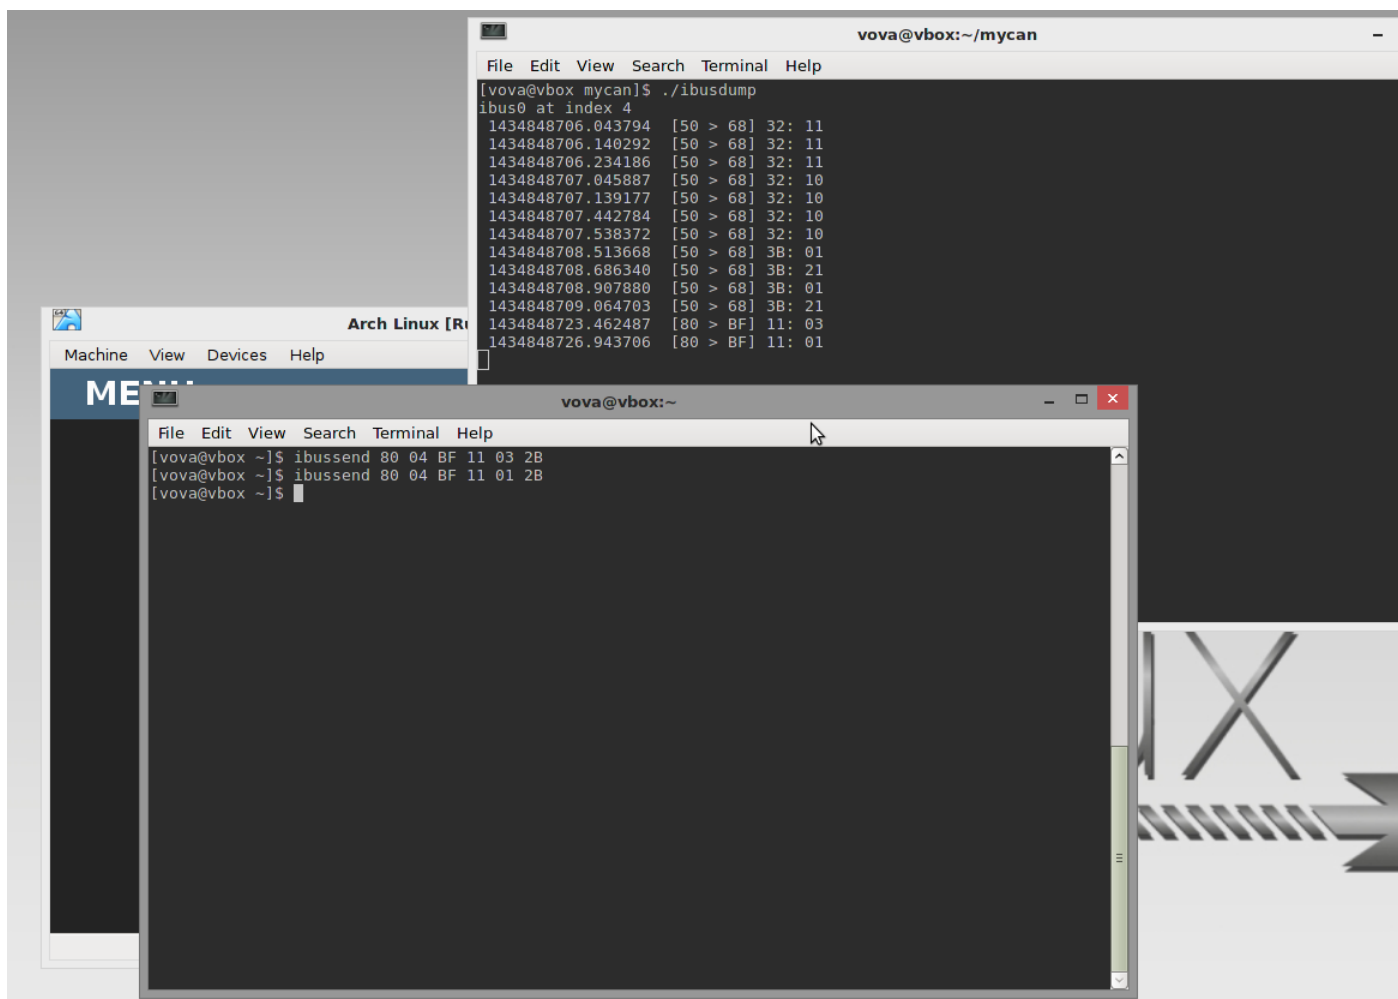 vova@vbox:~/mycan
File Edit View Search Terminal Help
[vova@vbox mycan]$ ./ibusdump
ibus0 at index 4
1434848706.043794 [50 > 68] 32: 11
1434848706.140292 [50 > 68] 32: 11
1434848706.234186 [50 > 68] 32: 11
1434848707.045887 [50 > 68] 32: 10
1434848707.139177 [50 > 68] 32: 10
1434848707.442784 [50 > 68] 32: 10
1434848707.538372 [50 > 68] 32: 10
1434848708.513668 [50 > 68] 3B: 01
1434848708.686340 [50 > 68] 3B: 21
1434848708.907880 [50 > 68] 3B: 01
1434848709.064703 [50 > 68] 3B: 21
1434848723.462487 [80 > BF] 11: 03
1434848726.943706 [80 > BF] 11: 01
Arch Linux
Machine View Devices Help
MENU
vova@vbox:~
File Edit View Search Terminal Help
[vova@vbox ~]$ ibussend 80 04 BF 11 03 2B
[vova@vbox ~]$ ibussend 80 04 BF 11 01 2B
[vova@vbox ~]$